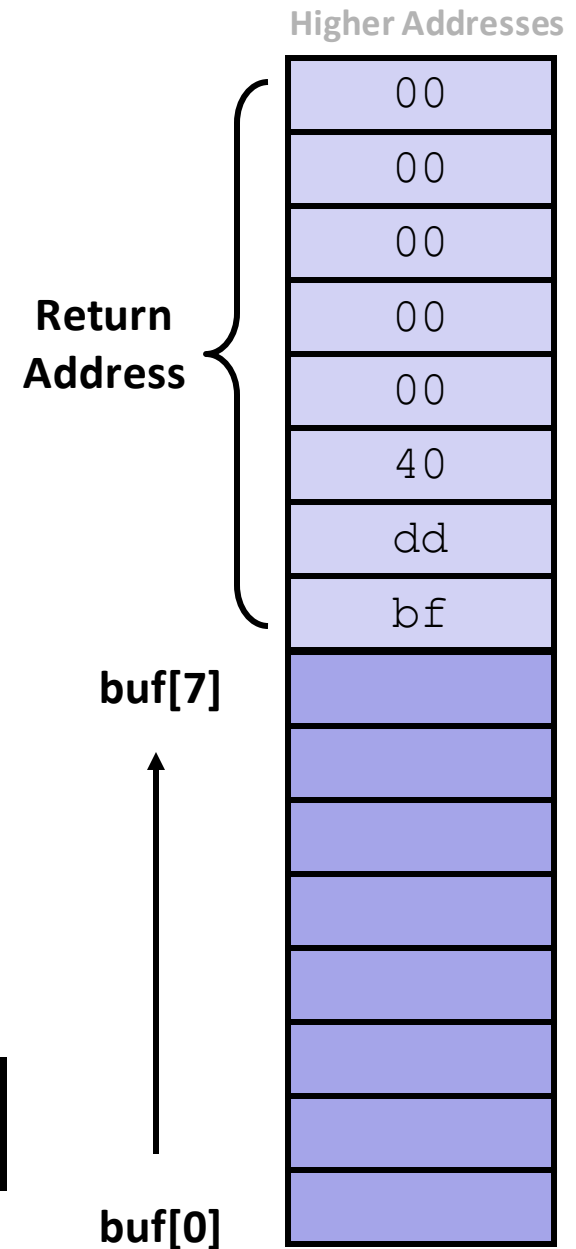 Higher Addresses
00
00
00
00
00
40
dd
bf
Return
Address
buf[7]
buf[0]